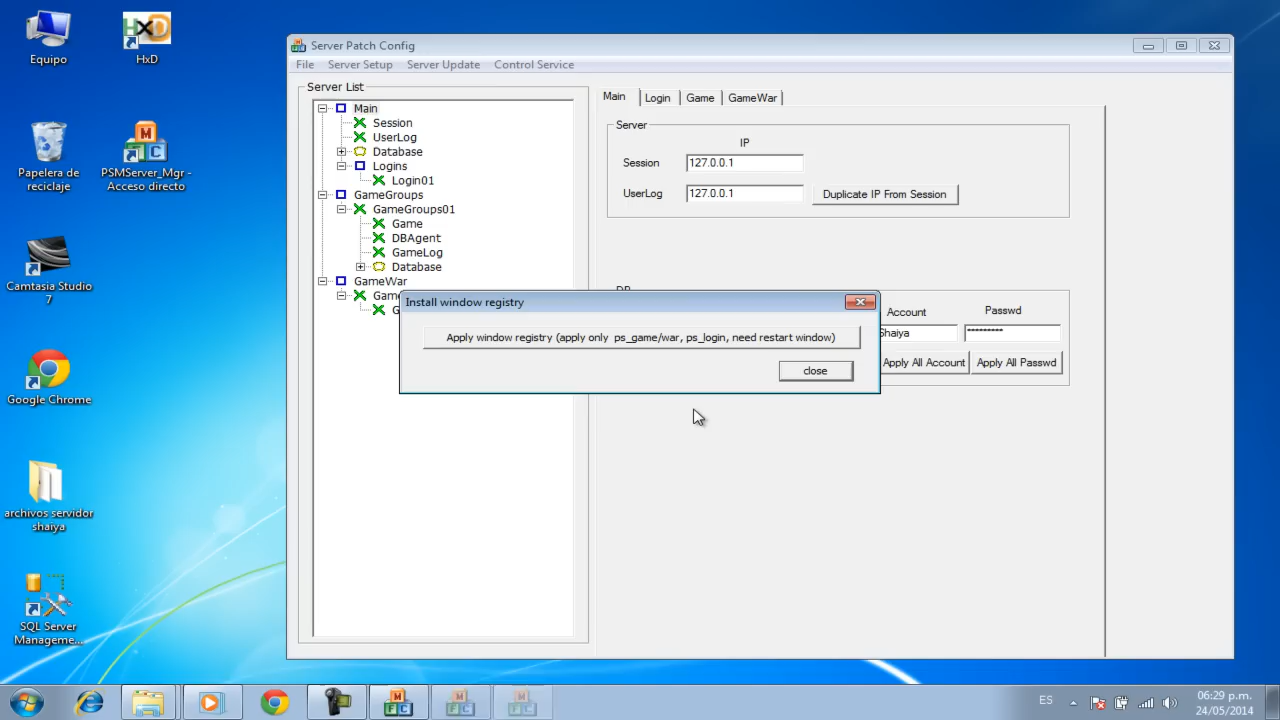 Equipo
HxD
Papelera de
reciclaje
PSMServer_Mgr -
Acceso directo
Camtasia Studio
7
Google Chrome
archivos servidor
shaiya
SQL Server
Manageme...
Server Patch Config
File Server Setup Server Update Control Service
Server List
Main
Session
UserLog
Database
Logins
Login01
GameGroups
GameGroups01
Game
DBAgent
GameLog
Database
GameWar
Main Login Game GameWar
Server
IP
Session 127.0.0.1
UserLog 127.0.0.1 Duplicate IP From Session
Account Passwd
Shaiya *********
Apply All Account Apply All Passwd
Install window registry
Apply window registry (apply only ps_game/war, ps_login, need restart window)
close
ES
06:29 p.m.
24/05/2014